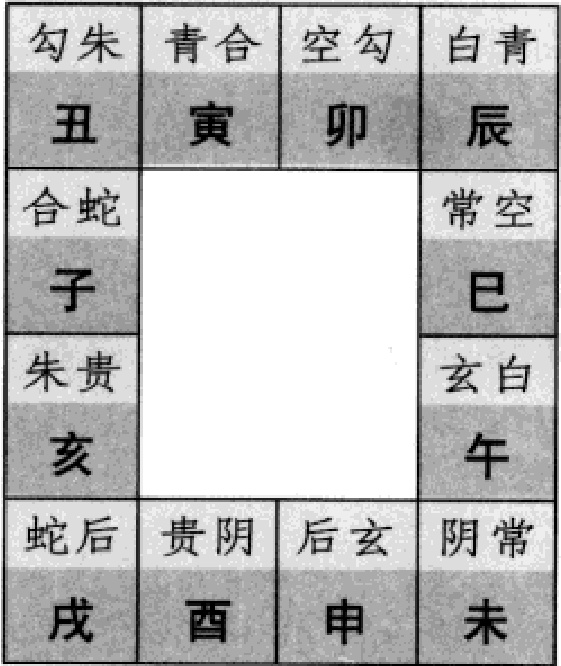 勾朱 青合 空勾 白青
丑 寅 卯 辰
合蛇 常空
子 巳
朱贵 玄白
亥 午
蛇后 贵阴 后玄 阴常
戌 酉 申 未